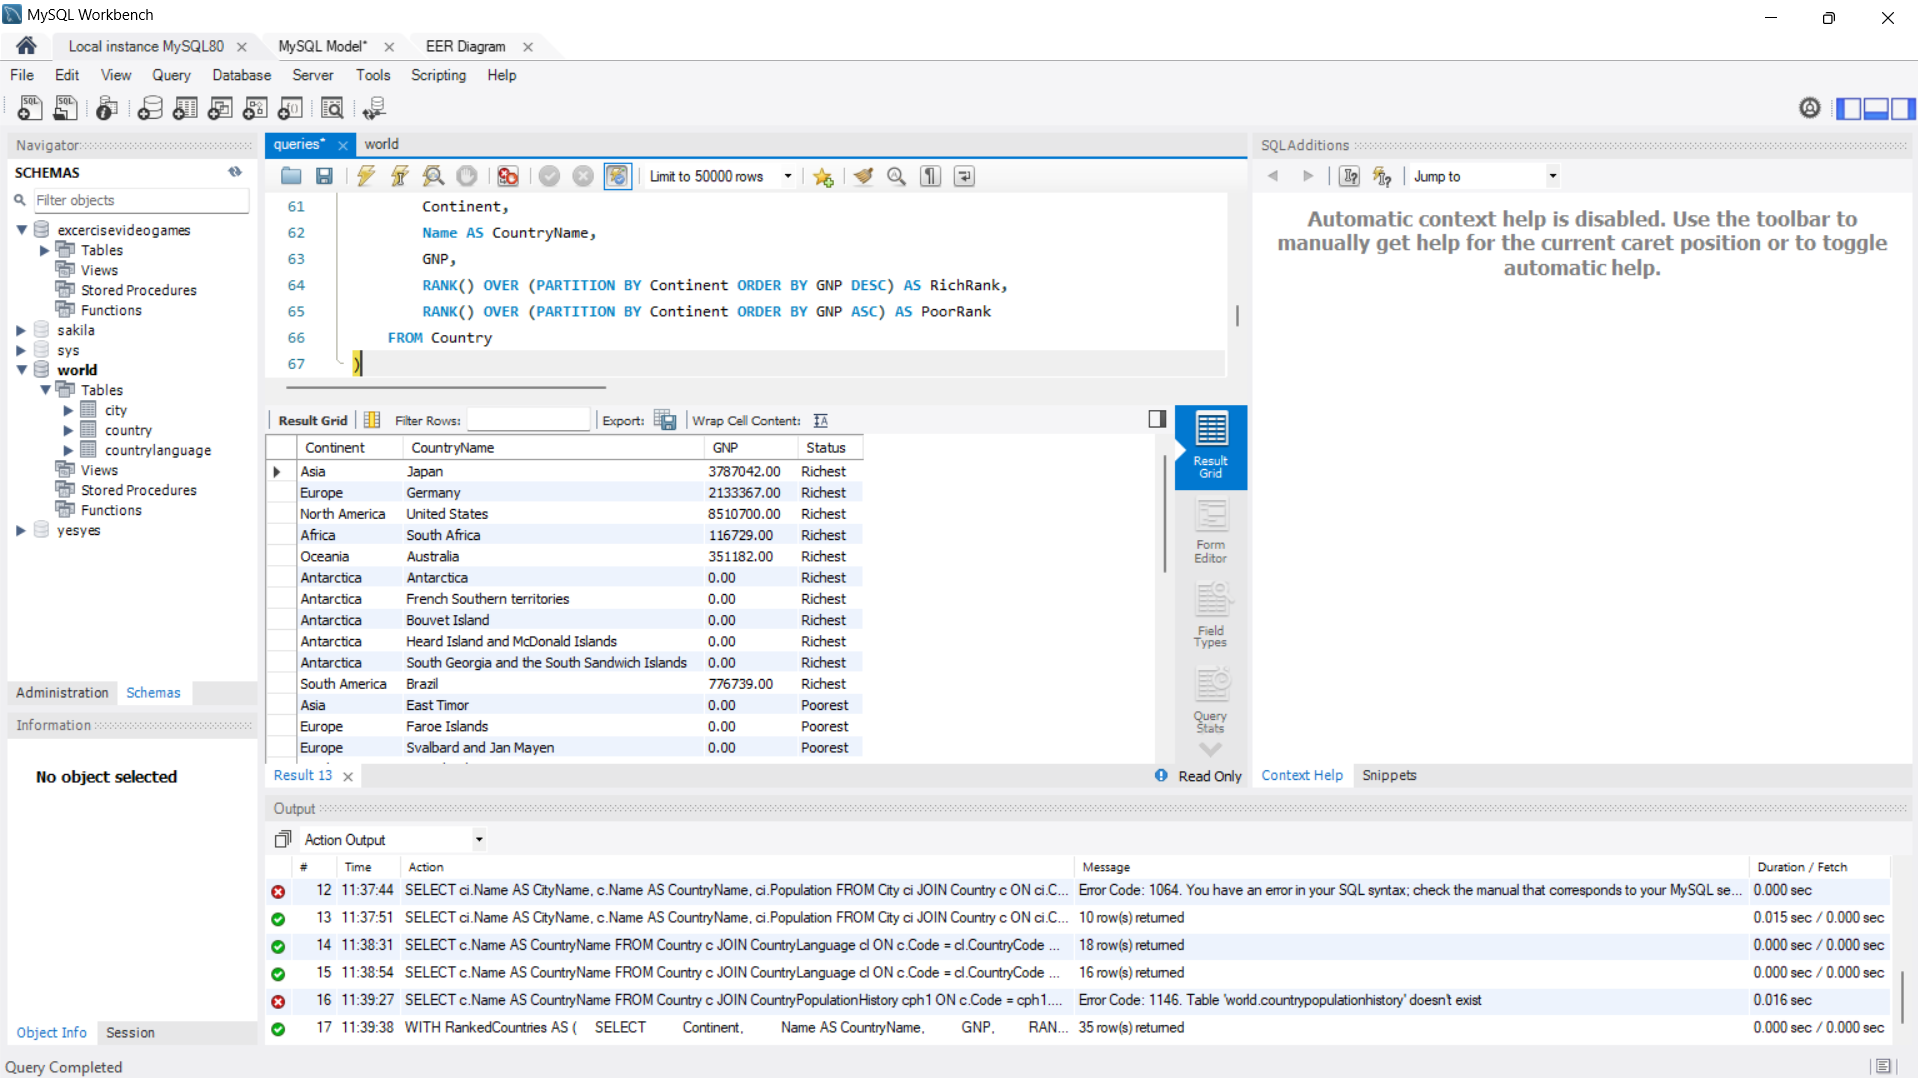 MySQL Workbench
Local instance MySQL80
MySQL Model*
EER Diagram
File Edit View Query Database Server Tools Scripting Help
Navigator
SCHEMAS
Filter objects
excercisevideogames
Tables
Views
Stored Procedures
Functions
sakila
sys
world
Tables
city
country
countrylanguage
Views
Stored Procedures
Functions
yesyes
Administration Schemas
Information
No object selected
Object Info Session
Query Completed
queries* world
Limit to 50000 rows
61 Continent,
62 Name AS CountryName,
63 GNP,
64 RANK() OVER (PARTITION BY Continent ORDER BY GNP DESC) AS RichRank,
65 RANK() OVER (PARTITION BY Continent ORDER BY GNP ASC) AS PoorRank
66 FROM Country
67 )
Result Grid Filter Rows: Export: Wrap Cell Content:
Continent CountryName GNP Status
Asia Japan 3787042.00 Richest
Europe Germany 2133367.00 Richest
North America United States 8510700.00 Richest
Africa South Africa 116729.00 Richest
Oceania Australia 351182.00 Richest
Antarctica Antarctica 0.00 Richest
Antarctica French Southern territories 0.00 Richest
Antarctica Bouvet Island 0.00 Richest
Antarctica Heard Island and McDonald Islands 0.00 Richest
Antarctica South Georgia and the South Sandwich Islands 0.00 Richest
South America Brazil 776739.00 Richest
Asia East Timor 0.00 Poorest
Europe Faroe Islands 0.00 Poorest
Europe Svalbard and Jan Mayen 0.00 Poorest
Result Grid
Form Editor
Field Types
Query Stats
Result 13
Read Only
SQLAdditions
Jump to
Automatic context help is disabled. Use the toolbar to
manually get help for the current caret position or to toggle
automatic help.
Context Help Snippets
Output
Action Output
# Time Action Message Duration / Fetch
12 11:37:44 SELECT ci.Name AS CityName, c.Name AS CountryName, ci.Population FROM City ci JOIN Country c ON ci.C... Error Code: 1064. You have an error in your SQL syntax; check the manual that corresponds to your MySQL se... 0.000 sec
13 11:37:51 SELECT ci.Name AS CityName, c.Name AS CountryName, ci.Population FROM City ci JOIN Country c ON ci.C... 10 row(s) returned 0.015 sec / 0.000 sec
14 11:38:31 SELECT c.Name AS CountryName FROM Country c JOIN CountryLanguage cl ON c.Code = cl.CountryCode ... 18 row(s) returned 0.000 sec / 0.000 sec
15 11:38:54 SELECT c.Name AS CountryName FROM Country c JOIN CountryLanguage cl ON c.Code = cl.CountryCode ... 16 row(s) returned 0.000 sec / 0.000 sec
16 11:39:27 SELECT c.Name AS CountryName FROM Country c JOIN CountryPopulationHistory cph1 ON c.Code = cph1.... Error Code: 1146. Table 'world.countrypopulationhistory' doesn't exist 0.016 sec
17 11:39:38 WITH RankedCountries AS ( SELECT Continent, Name AS CountryName, GNP, RAN... 35 row(s) returned 0.000 sec / 0.000 sec